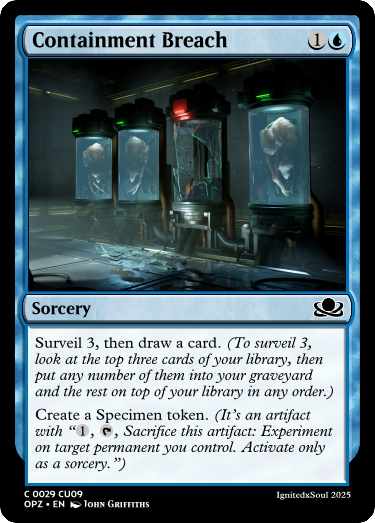 Containment Breach 1
Sorcery
Surveil 3, then draw a card. (To surveil 3,
look at the top three cards of your library, then
put any number of them into your graveyard
and the rest on top of your library in any order.)
Create a Specimen token. (It's an artifact
with “1, , Sacrifice this artifact: Experiment
on target permanent you control. Activate only
as a sorcery.”)
C 0029 CU09
OPZ • EN John Griffiths
IgnitedxSoul 2025